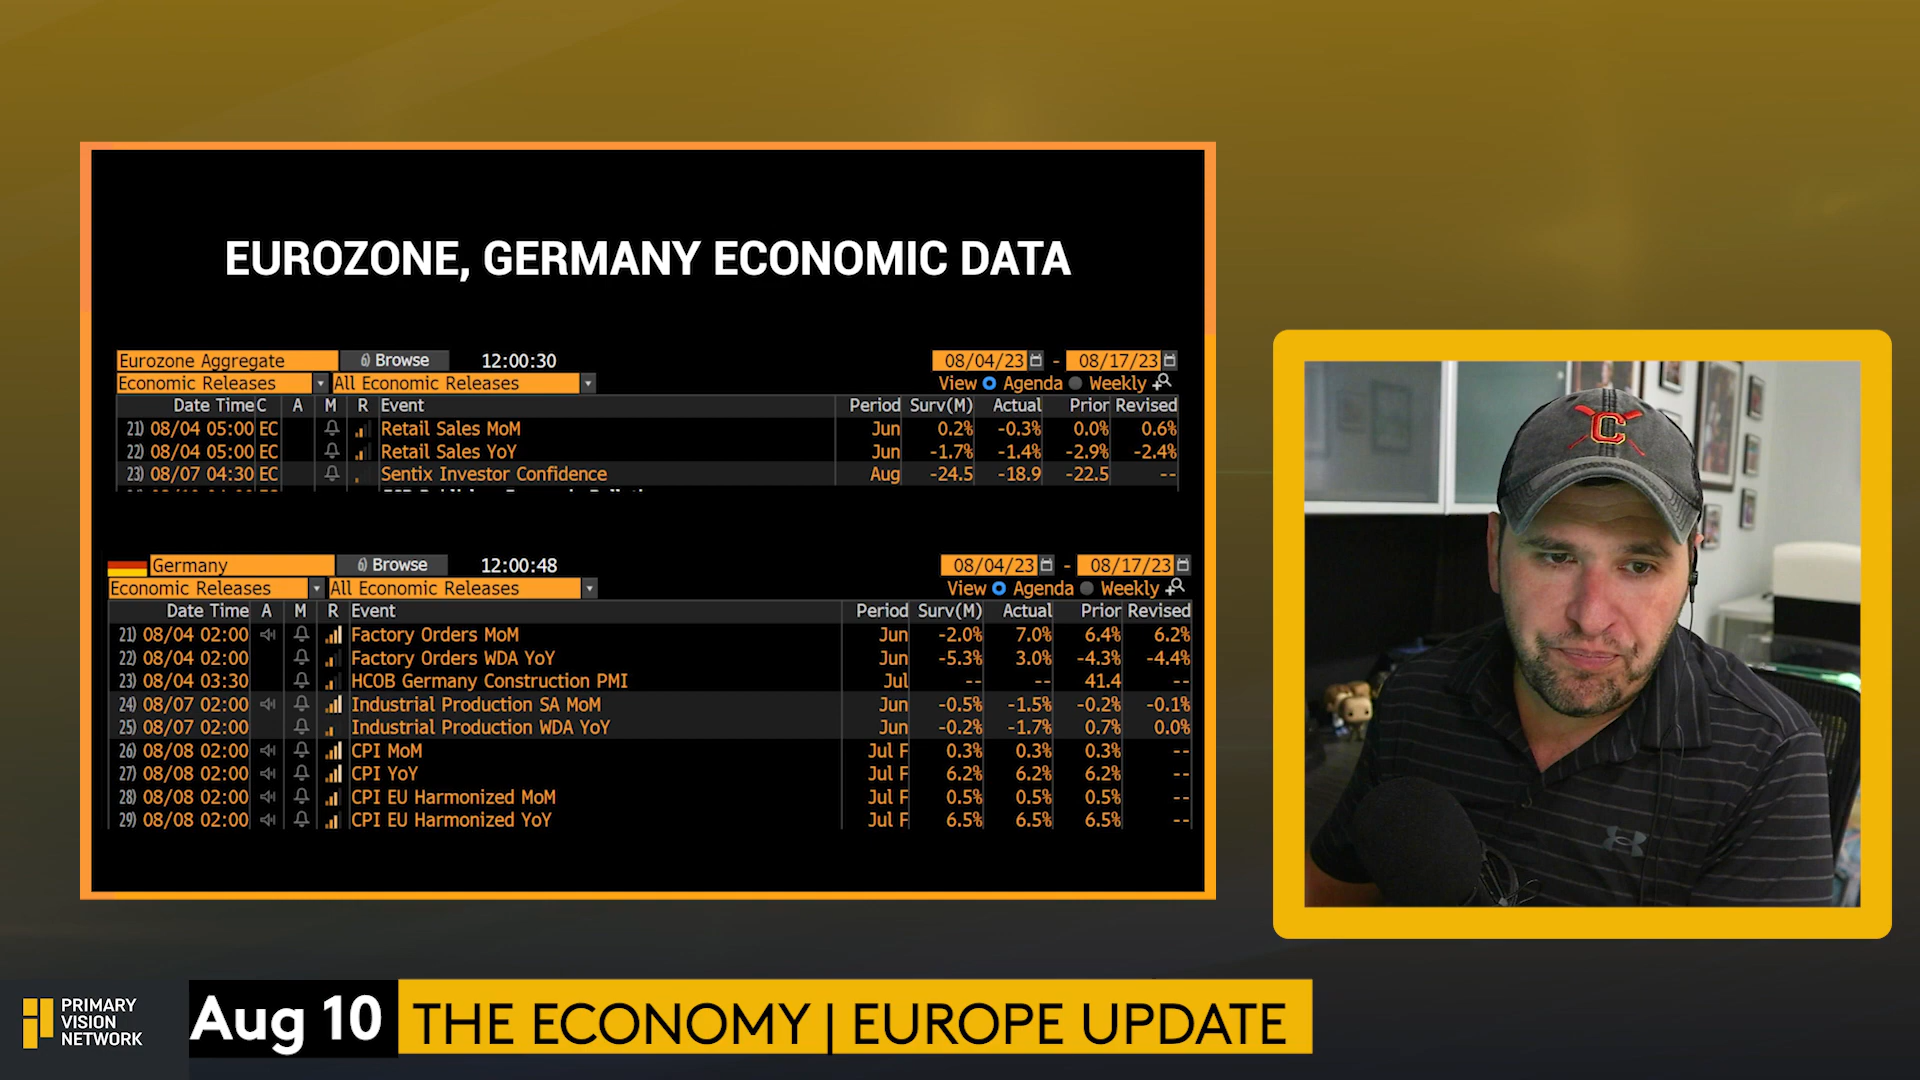 EUROZONE, GERMANY ECONOMIC DATA
Eurozone Aggregate 6) Browse 12:00:30 08/04/23 - 08/17/23
Economic Releases All Economic Releases View Agenda Weekly
Date Time C A M R Event Period Surv(M) Actual Prior Revised
21) 08/04 05:00 EC Retail Sales MoM Jun 0.2% -0.3% 0.0% 0.6%
22) 08/04 05:00 EC Retail Sales YoY Jun -1.7% -1.4% -2.9% -2.4%
23) 08/07 04:30 EC Sentix Investor Confidence Aug -24.5 -18.9 -22.5 --
Germany 6) Browse 12:00:48 08/04/23 - 08/17/23
Economic Releases All Economic Releases View Agenda Weekly
Date Time A M R Event Period Surv(M) Actual Prior Revised
21) 08/04 02:00 Factory Orders MoM Jun -2.0% 7.0% 6.4% 6.2%
22) 08/04 02:00 Factory Orders WDA YoY Jun -5.3% 3.0% -4.3% -4.4%
23) 08/04 03:30 HCOB Germany Construction PMI Jul -- -- 41.4 --
24) 08/07 02:00 Industrial Production SA MoM Jun -0.5% -1.5% -0.2% -0.1%
25) 08/07 02:00 Industrial Production WDA YoY Jun -0.2% -1.7% 0.7% 0.0%
26) 08/08 02:00 CPI MoM Jul F 0.3% 0.3% 0.3% --
27) 08/08 02:00 CPI YoY Jul F 6.2% 6.2% 6.2% --
28) 08/08 02:00 CPI EU Harmonized MoM Jul F 0.5% 0.5% 0.5% --
29) 08/08 02:00 CPI EU Harmonized YoY Jul F 6.5% 6.5% 6.5% --
C
PRIMARY
VISION
NETWORK
Aug 10
THE ECONOMY | EUROPE UPDATE